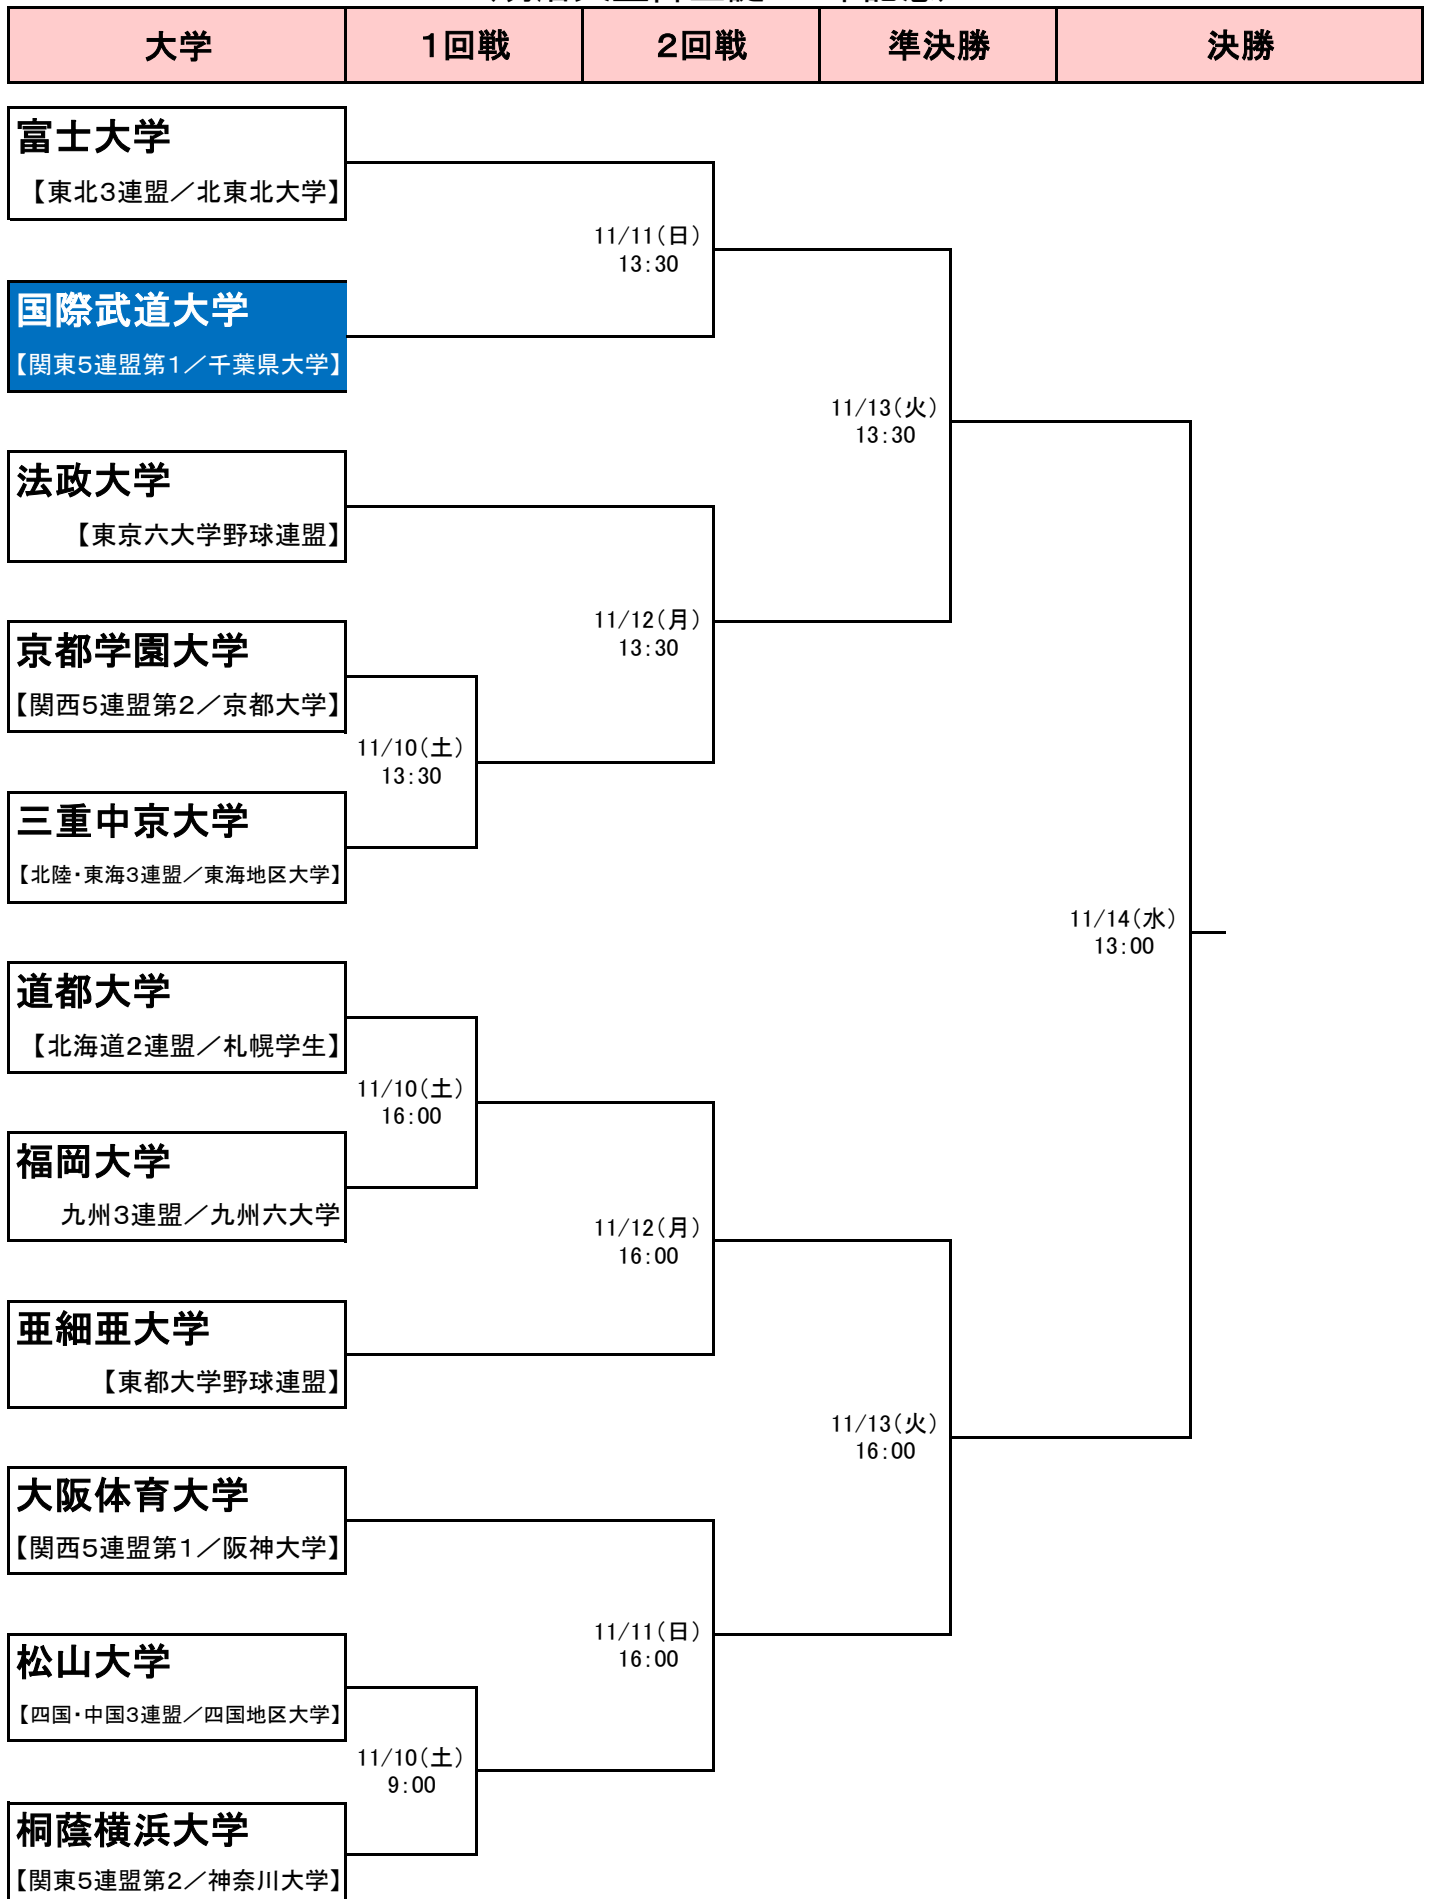 大学 1回戦 2回戦 準決勝 決勝
富士大学
【東北3連盟／北東北大学】
11/11(日)
13:30
国際武道大学
【関東5連盟第1／千葉県大学】
11/13(火)
13:30
法政大学
【東京六大学野球連盟】
11/12(月)
13:30
京都学園大学
【関西5連盟第2／京都大学】
11/10(土)
13:30
三重中京大学
【北陸・東海3連盟／東海地区大学】
11/14(水)
13:00
道都大学
【北海道2連盟／札幌学生】
11/10(土)
16:00
福岡大学
九州3連盟／九州六大学
11/12(月)
16:00
亜細亜大学
【東都大学野球連盟】
11/13(火)
16:00
大阪体育大学
【関西5連盟第1／阪神大学】
11/11(日)
16:00
松山大学
【四国・中国3連盟／四国地区大学】
11/10(土)
9:00
桐蔭横浜大学
【関東5連盟第2／神奈川大学】